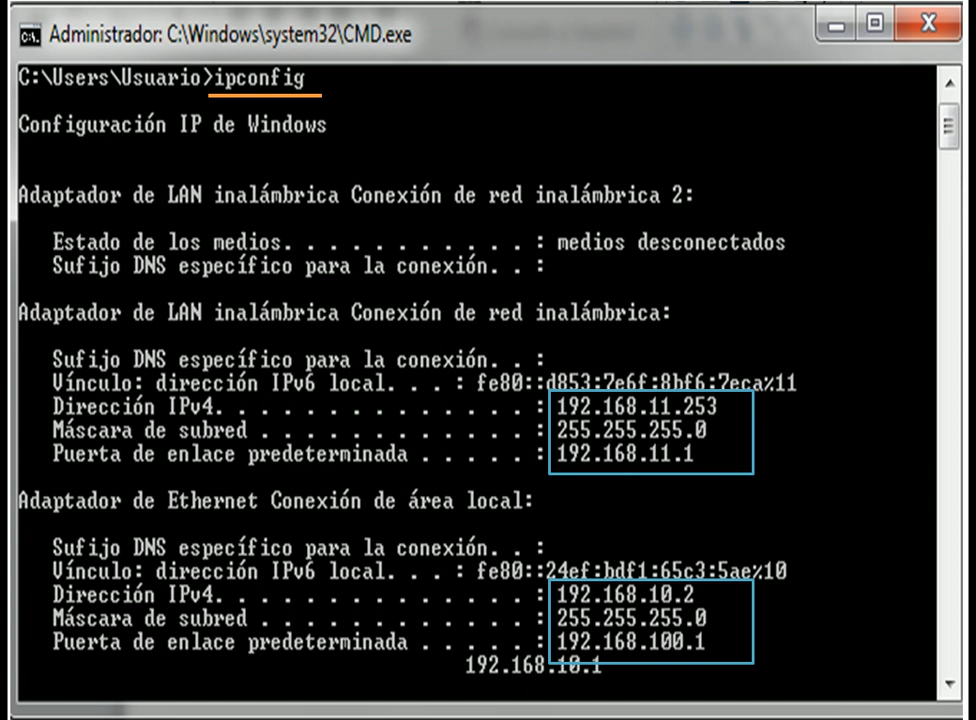 Administrador: C:\Windows\system32\CMD.exe
C:\Users\Usuario>ipconfig
Configuración IP de Windows
Adaptador de LAN inalámbrica Conexión de red inalámbrica 2:
Estado de los medios. . . . . . . . . . . : medios desconectados
Sufijo DNS específico para la conexión. . :
Adaptador de LAN inalámbrica Conexión de red inalámbrica:
Sufijo DNS específico para la conexión. . :
Vínculo: dirección IPv6 local. . . : fe80::d853:7e6f:8bf6:7eca%11
Dirección IPv4. . . . . . . . . . . . . . : 192.168.11.253
Máscara de subred . . . . . . . . . . . . : 255.255.255.0
Puerta de enlace predeterminada . . . . . : 192.168.11.1
Adaptador de Ethernet Conexión de área local:
Sufijo DNS específico para la conexión. . :
Vínculo: dirección IPv6 local. . . : fe80::24ef:bdf1:65c3:5ae%10
Dirección IPv4. . . . . . . . . . . . . . : 192.168.10.2
Máscara de subred . . . . . . . . . . . . : 255.255.255.0
Puerta de enlace predeterminada . . . . . : 192.168.100.1
192.168.10.1